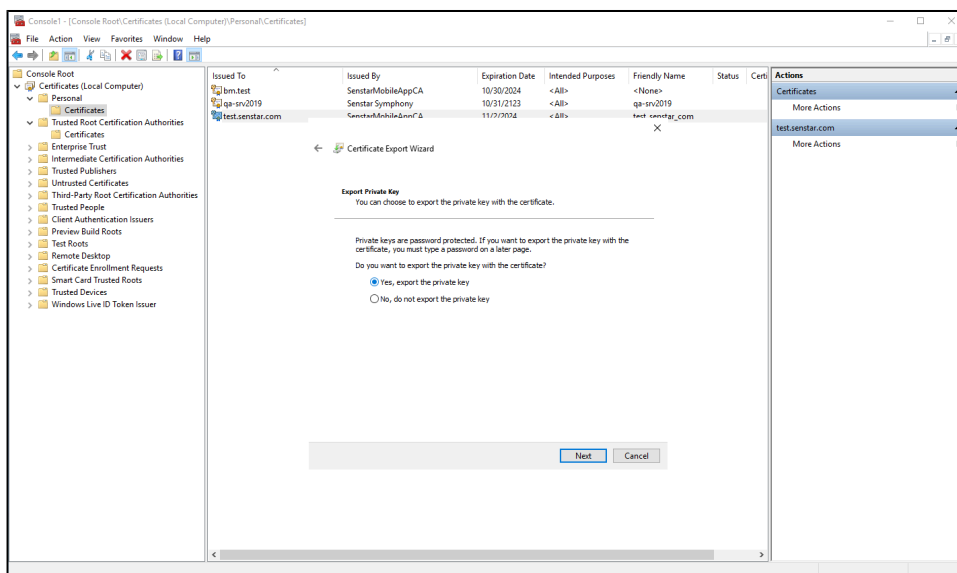 Console1 - [Console Root\Certificates (Local Computer)\Personal\Certificates]
File Action View Favorites Window Help
Console Root
Certificates (Local Computer)
Personal
Certificates
Trusted Root Certification Authorities
Certificates
Enterprise Trust
Intermediate Certification Authorities
Trusted Publishers
Untrusted Certificates
Third-Party Root Certification Authorities
Trusted People
Client Authentication Issuers
Preview Build Roots
Test Roots
Remote Desktop
Certificate Enrollment Requests
Smart Card Trusted Roots
Trusted Devices
Windows Live ID Token Issuer
Issued To Issued By Expiration Date Intended Purposes Friendly Name Status Certi
bm.test SenstarMobileAppCA 10/30/2024 <All> <None>
qa-srv2019 Senstar Symphony 10/31/2123 <All> qa-srv2019
test.senstar.com SenstarMobileAppCA 11/2/2024 <All> test_senstar_com
Certificate Export Wizard
Export Private Key
You can choose to export the private key with the certificate.
Private keys are password protected. If you want to export the private key with the
certificate, you must type a password on a later page.
Do you want to export the private key with the certificate?
Yes, export the private key
No, do not export the private key
Next Cancel
Actions
Certificates
More Actions
test.senstar.com
More Actions